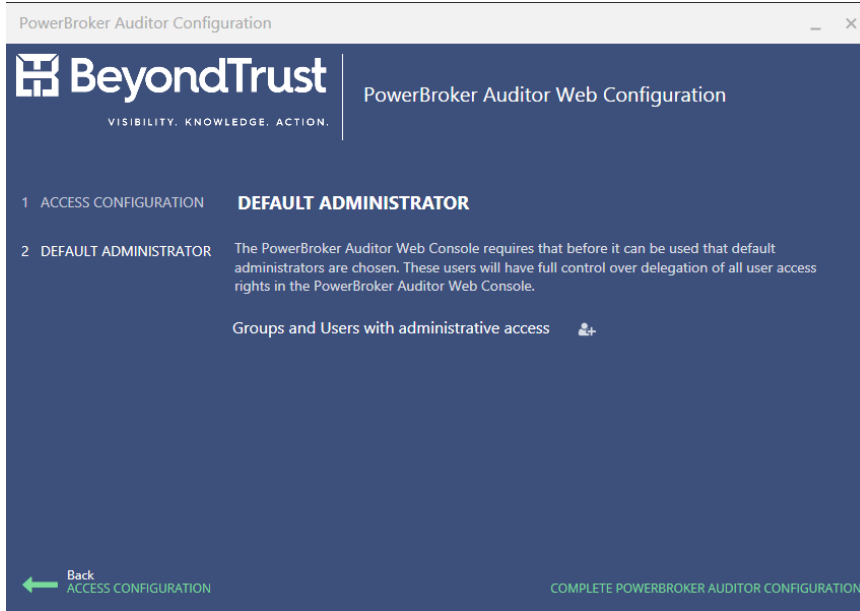 PowerBroker Auditor Configuration
BeyondTrust
VISIBILITY. KNOWLEDGE. ACTION.
PowerBroker Auditor Web Configuration
1 ACCESS CONFIGURATION
2 DEFAULT ADMINISTRATOR
DEFAULT ADMINISTRATOR
The PowerBroker Auditor Web Console requires that before it can be used that default
administrators are chosen. These users will have full control over delegation of all user access
rights in the PowerBroker Auditor Web Console.
Groups and Users with administrative access
Back
ACCESS CONFIGURATION
COMPLETE POWERBROKER AUDITOR CONFIGURATION